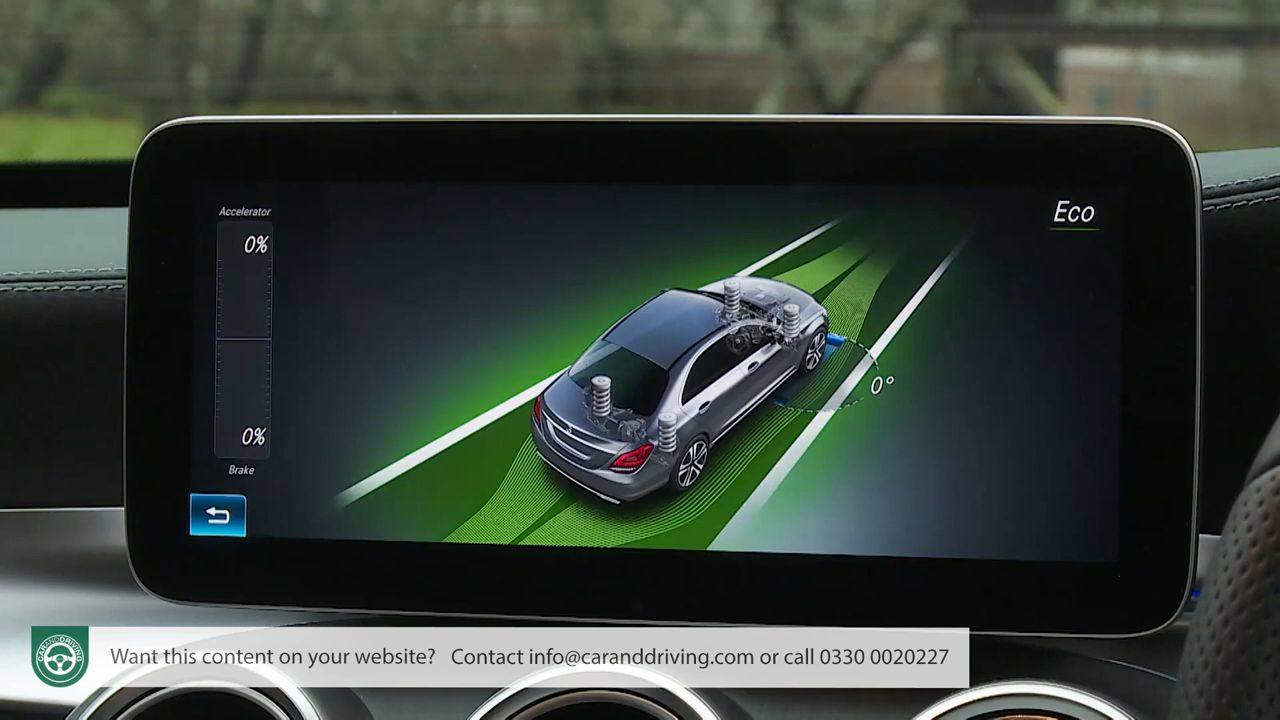 Accelerator
0%
Eco
0°
0%
Brake
CARANDDRIVING
Want this content on your website? Contact info@caranddriving.com or call 0330 0020227